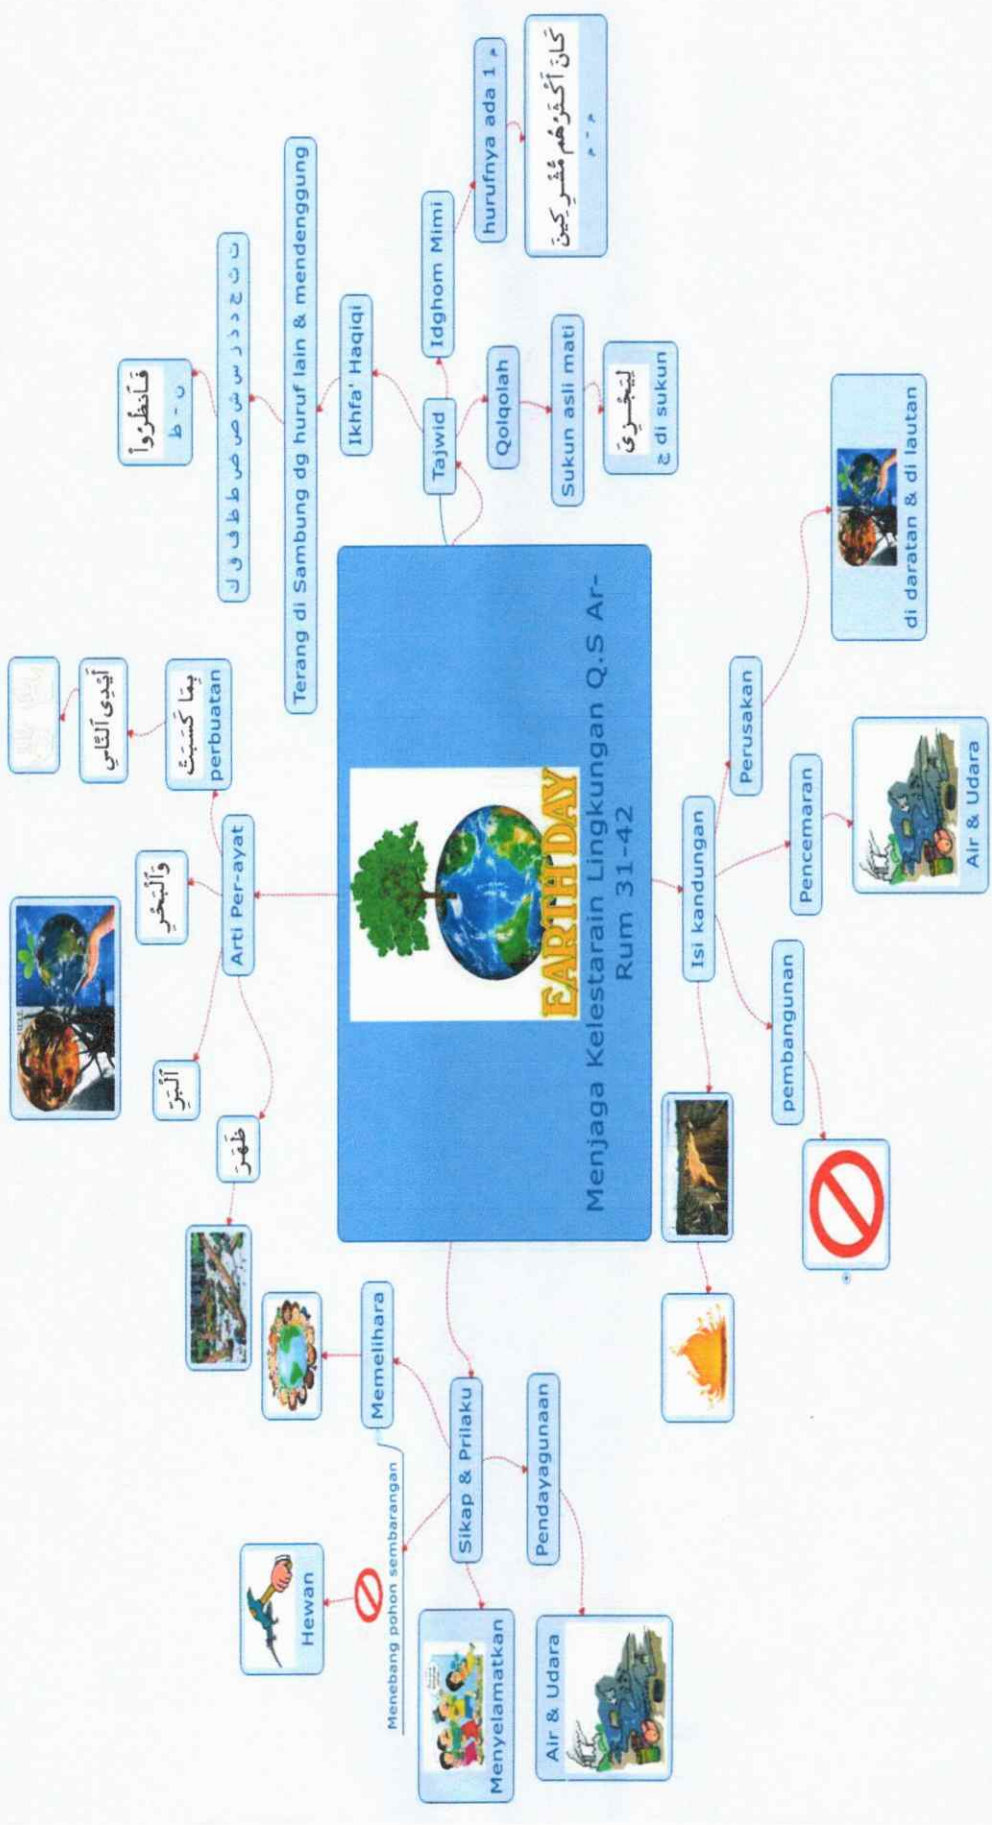 EARTH DAY
Menjaga Kelestarain Lingkungan Q.S Ar-
Rum 31-42
Tajwid
Idghom Mimi
hurufnya ada 1 م
كَانَ أَكْثَرُهُم مُّشْرِكِينَ
م - م
Ikhfa' Haqiqi
Terang di Sambung dg huruf lain & mendenggung
ت ث ج د ذ ز س ش ص ض ط ظ ف ق ك
فَٱنظُرُوا۟
ن - ظ
Qolqolah
Sukun asli mati
لِيَجْزِىَ
ج di sukun
Isi kandungan
Perusakan
di daratan & di lautan
Pencemaran
Air & Udara
pembangunan
Sikap & Prilaku
Memelihara
Menebang pohon sembarangan
Hewan
Menyelamatkan
Pendayagunaan
Air & Udara
Arti Per-ayat
ظَهَرَ
ٱلْبَرِّ
وَٱلْبَحْرِ
بِمَا كَسَبَتْ
perbuatan
أَيْدِى ٱلنَّاسِ